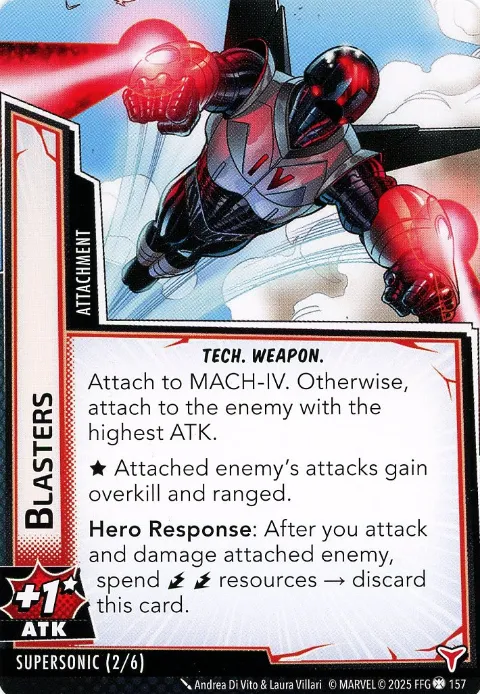 IV
ATTACHMENT
BLASTERS
TECH. WEAPON.
Attach to MACH-IV. Otherwise,
attach to the enemy with the
highest ATK.
★ Attached enemy's attacks gain
overkill and ranged.
Hero Response: After you attack
and damage attached enemy,
spend resources → discard
this card.
+1★
ATK
SUPERSONIC (2/6)
Andrea Di Vito & Laura Villari © MARVEL © 2025 FFG 157